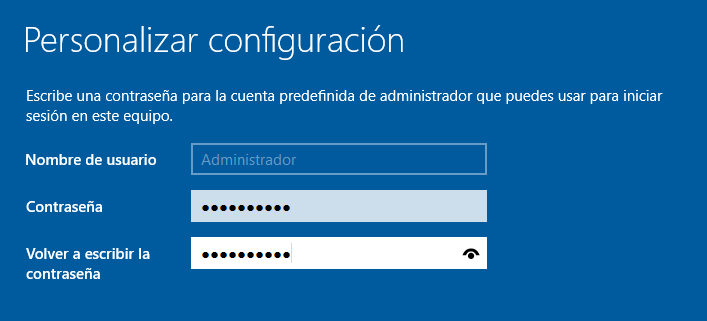 Personalizar configuración
Escribe una contraseña para la cuenta predefinida de administrador que puedes usar para iniciar
sesión en este equipo.
Nombre de usuario
Administrador
Contraseña
●●●●●●●●●●
Volver a escribir la
contraseña
●●●●●●●●●●